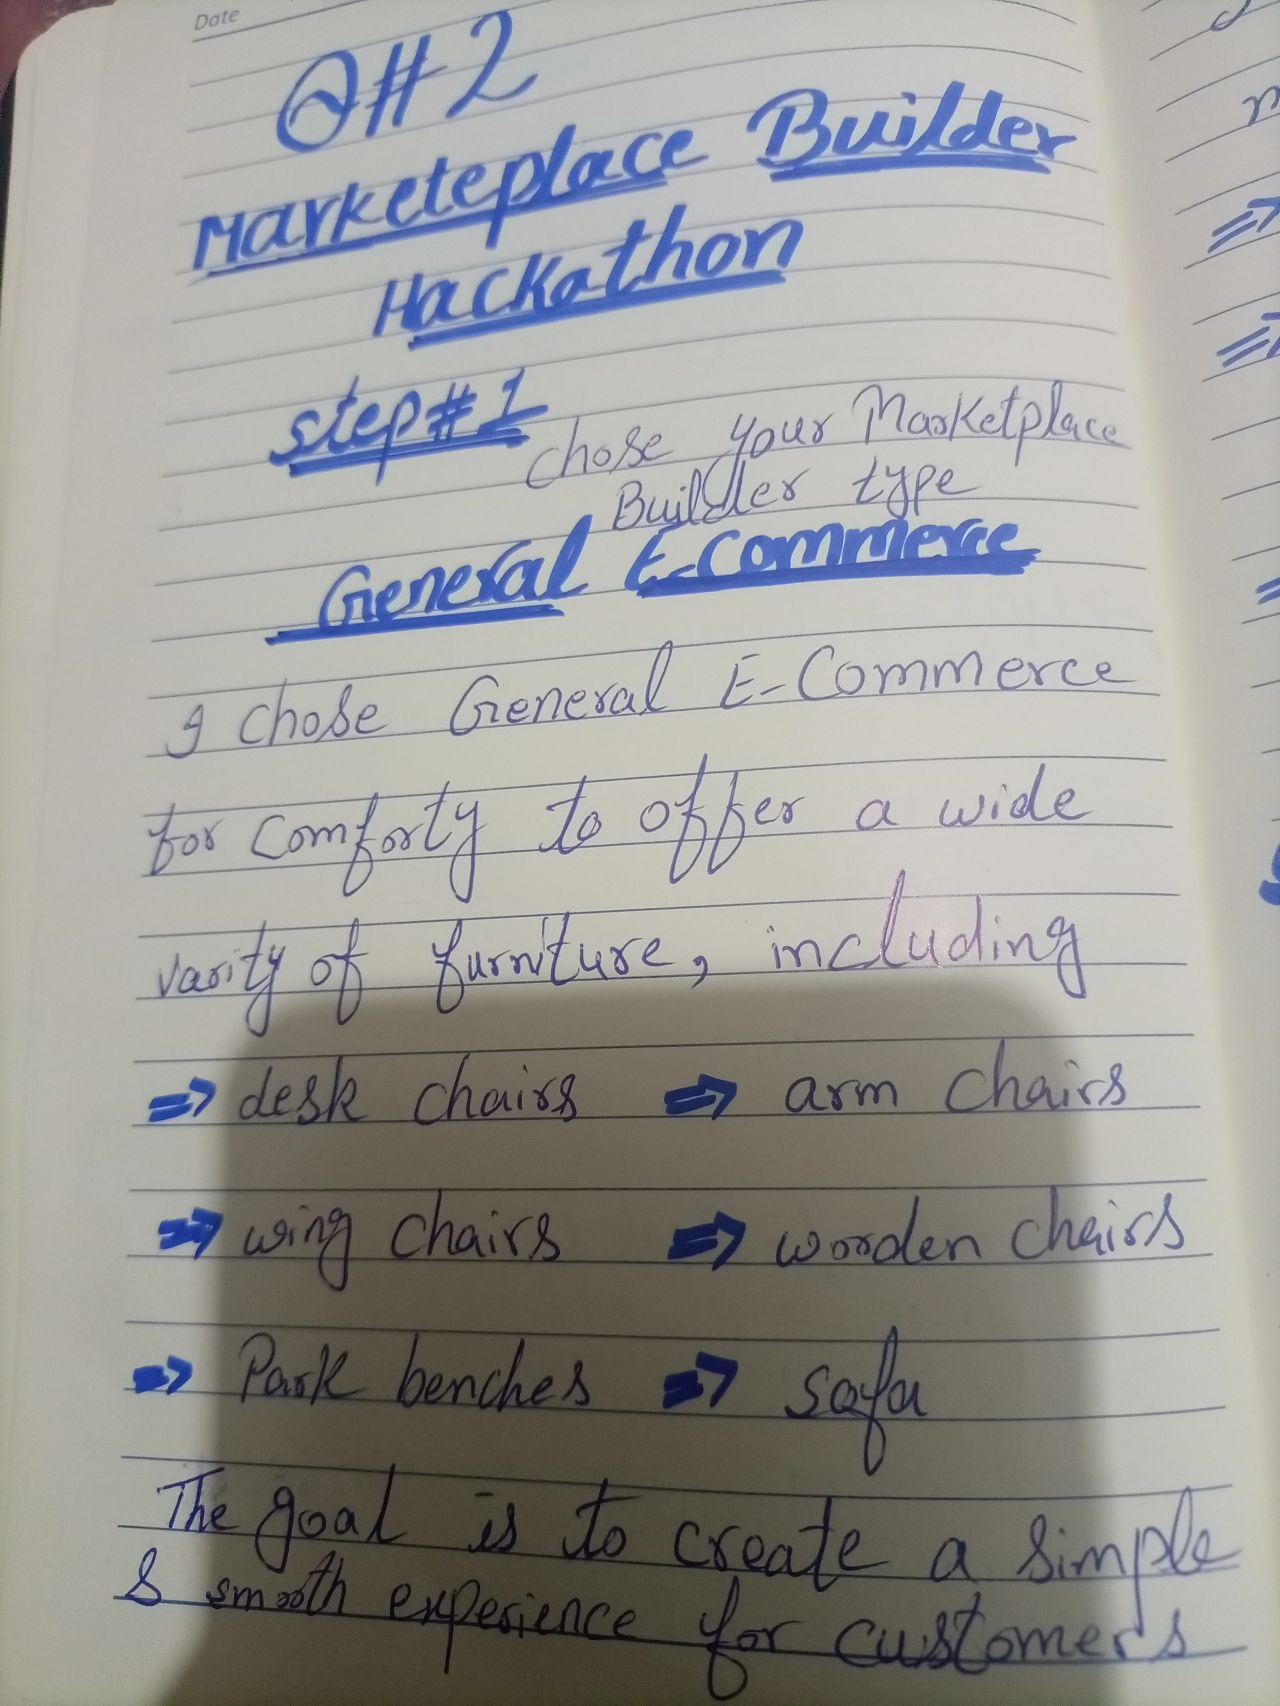 Date
Q#2
Marketeplace Builder
Hackathon
step#1
chose your Marketplace
Builder type
General E-Commerce
I chose General E-Commerce
for Comforty to offer a wide
varity of furniture, including
⇒ desk chairs ⇒ arm chairs
⇒ wing chairs ⇒ worden chairs
⇒ Park benches ⇒ sofa
The goal is to create a simple
& smooth experience for customers